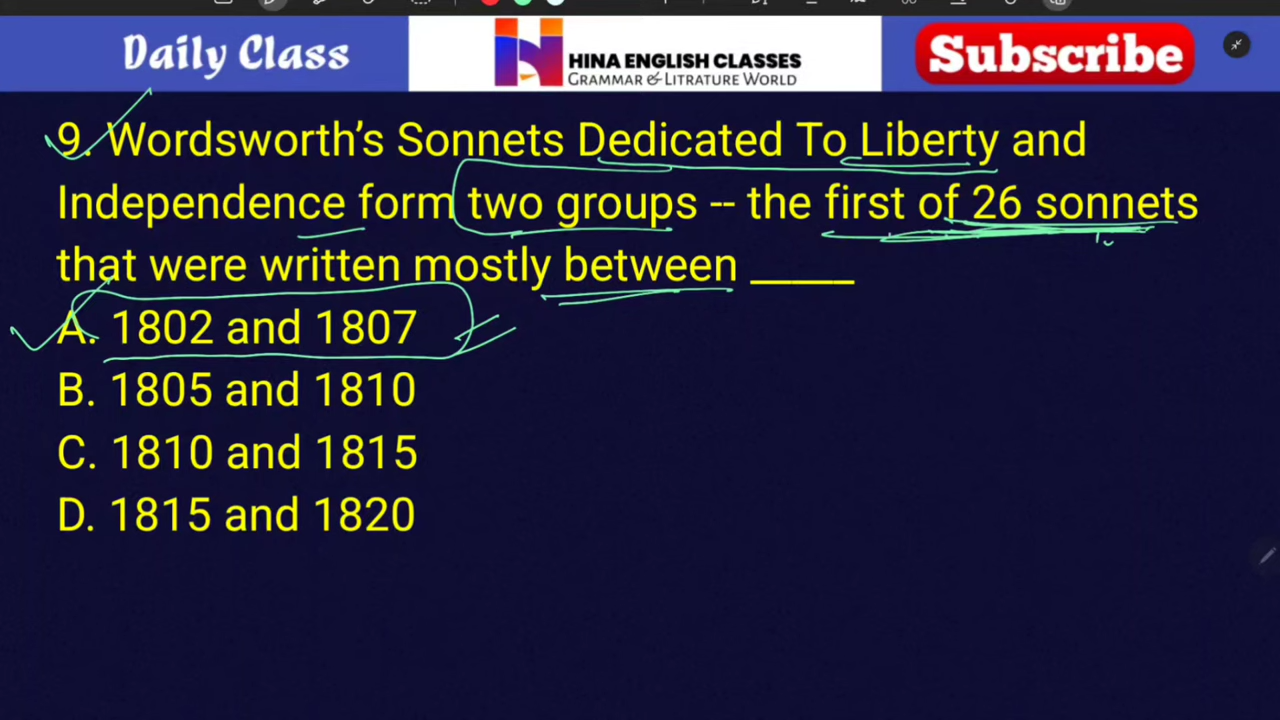 Daily Class
HINA ENGLISH CLASSES
GRAMMAR & LITRATURE WORLD
Subscribe
9. Wordsworth's Sonnets Dedicated To Liberty and
Independence form two groups -- the first of 26 sonnets
that were written mostly between _____
A. 1802 and 1807
B. 1805 and 1810
C. 1810 and 1815
D. 1815 and 1820